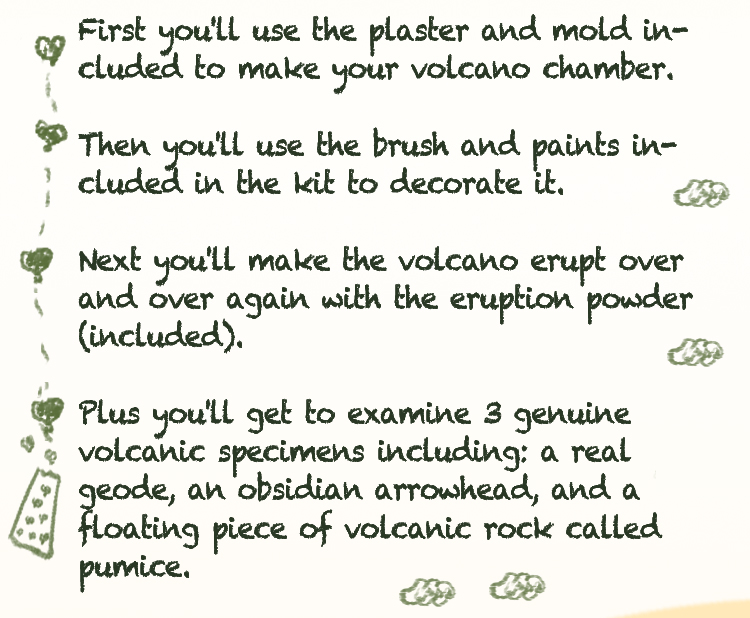 First you'll use the plaster and mold in-
cluded to make your volcano chamber.
Then you'll use the brush and paints in-
cluded in the kit to decorate it.
Next you'll make the volcano erupt over
and over again with the eruption powder
(included).
Plus you'll get to examine 3 genuine
volcanic specimens including: a real
geode, an obsidian arrowhead, and a
floating piece of volcanic rock called
pumice.